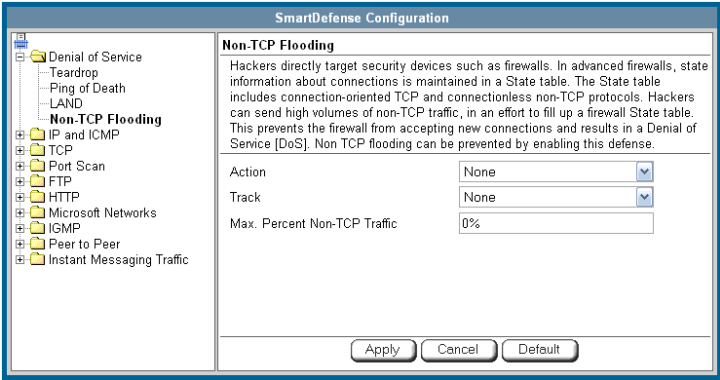 SmartDefense Configuration
Denial of Service
Teardrop
Ping of Death
LAND
Non-TCP Flooding
IP and ICMP
TCP
Port Scan
FTP
HTTP
Microsoft Networks
IGMP
Peer to Peer
Instant Messaging Traffic
Non-TCP Flooding
Hackers directly target security devices such as firewalls. In advanced firewalls, state
information about connections is maintained in a State table. The State table
includes connection-oriented TCP and connectionless non-TCP protocols. Hackers
can send high volumes of non-TCP traffic, in an effort to fill up a firewall State table.
This prevents the firewall from accepting new connections and results in a Denial of
Service [DoS]. Non TCP flooding can be prevented by enabling this defense.
Action None
Track None
Max. Percent Non-TCP Traffic 0%
Apply Cancel Default